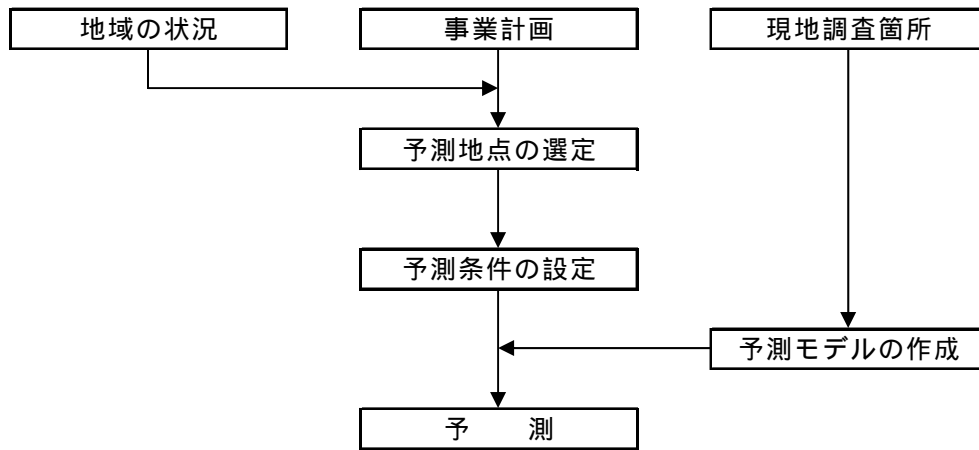 地域の状況
事業計画
現地調査箇所
予測地点の選定
予測条件の設定
予測モデルの作成
予　　測